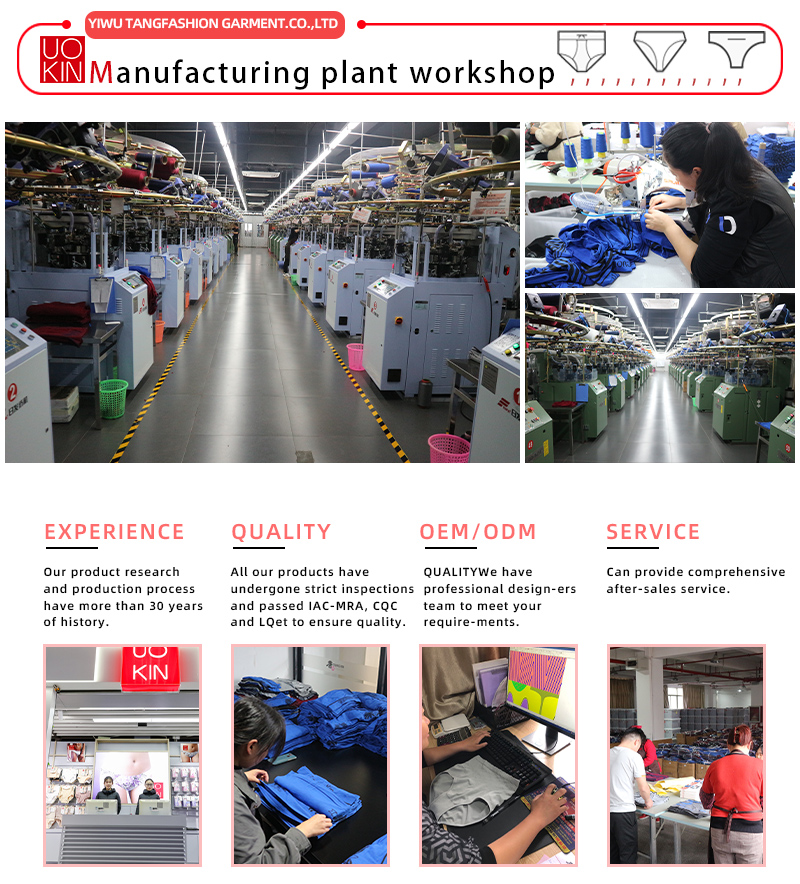 YIWU TANGFASHION GARMENT.CO.,LTD
UO
KIN
Manufacturing plant workshop
EXPERIENCE
Our product research
and production process
have more than 30 years
of history.
QUALITY
All our products have
undergone strict inspections
and passed IAC-MRA, CQC
and LQet to ensure quality.
OEM/ODM
QUALITYWe have
professional design-ers
team to meet your
require-ments.
SERVICE
Can provide comprehensive
after-sales service.
UO
KIN
UO
KIN